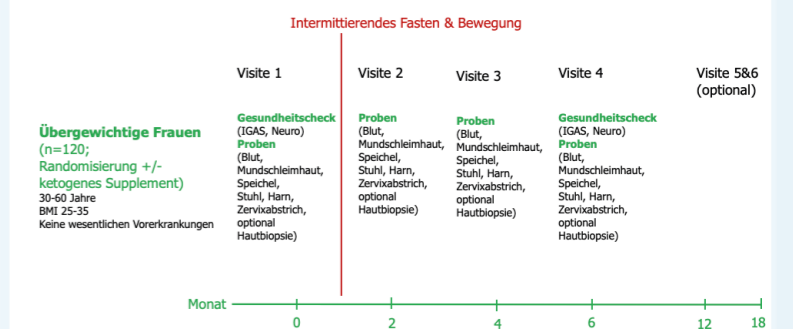 Intermittierendes Fasten & Bewegung
Visite 1
Visite 2
Visite 3
Visite 4
Visite 5&6
(optional)
Übergewichtige Frauen
(n=120;
Randomisierung +/-
ketogenes Supplement)
30-60 Jahre
BMI 25-35
Keine wesentlichen Vorerkrankungen
Gesundheitscheck
(IGAS, Neuro)
Proben
(Blut,
Mundschleimhaut,
Speichel,
Stuhl, Harn,
Zervixabstrich,
optional
Hautbiopsie)
Proben
(Blut,
Mundschleimhaut,
Speichel,
Stuhl, Harn,
Zervixabstrich,
optional
Hautbiopsie)
Proben
(Blut,
Mundschleimhaut,
Speichel,
Stuhl, Harn,
Zervixabstrich,
optional
Hautbiopsie)
Gesundheitscheck
(IGAS, Neuro)
Proben
(Blut,
Mundschleimhaut,
Speichel,
Stuhl, Harn,
Zervixabstrich,
optional
Hautbiopsie)
Monat
0
2
4
6
12
18